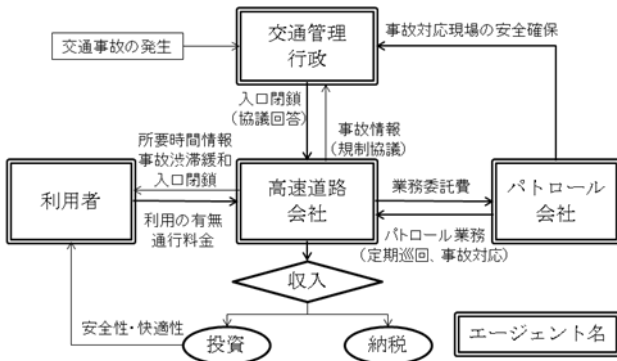 交通事故の発生
交通管理
行政
事故対応現場の安全確保
入口閉鎖
(協議回答)
事故情報
(規制協議)
所要時間情報
事故渋滞緩和
入口閉鎖
利用者
利用の有無
通行料金
高速道路
会社
業務委託費
パトロール業務
(定期巡回、事故対応)
パトロール
会社
収入
安全性・快適性
投資
納税
エージェント名